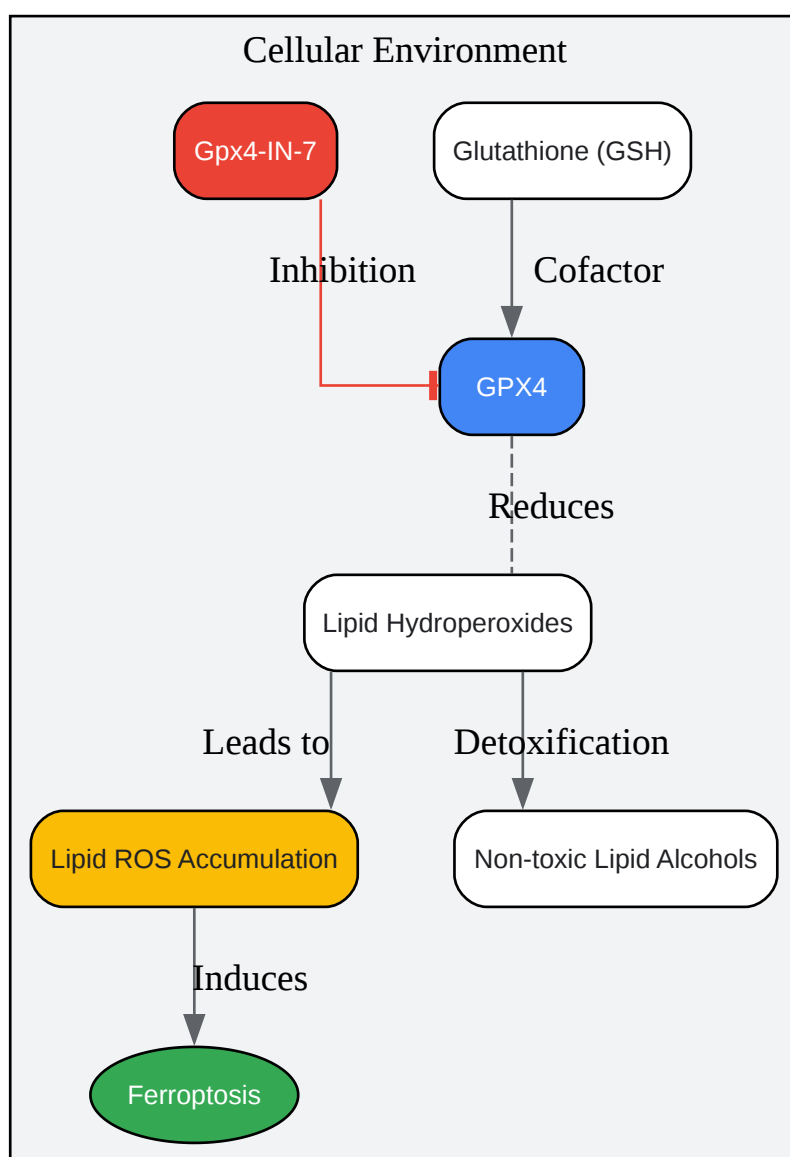 Cellular Environment
Gpx4-IN-7
Glutathione (GSH)
Inhibition
Cofactor
GPX4
Reduces
Lipid Hydroperoxides
Leads to
Detoxification
Lipid ROS Accumulation
Non-toxic Lipid Alcohols
Induces
Ferroptosis